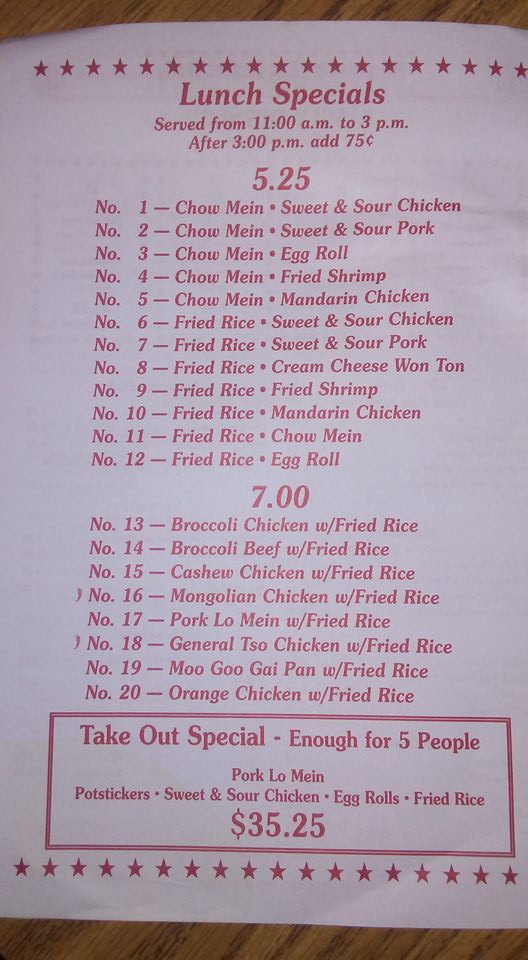 Lunch Specials
Served from 11:00 a.m. to 3 p.m.
After 3:00 p.m. add 75¢
5.25
No. 1 — Chow Mein • Sweet & Sour Chicken
No. 2 — Chow Mein • Sweet & Sour Pork
No. 3 — Chow Mein • Egg Roll
No. 4 — Chow Mein • Fried Shrimp
No. 5 — Chow Mein • Mandarin Chicken
No. 6 — Fried Rice • Sweet & Sour Chicken
No. 7 — Fried Rice • Sweet & Sour Pork
No. 8 — Fried Rice • Cream Cheese Won Ton
No. 9 — Fried Rice • Fried Shrimp
No. 10 — Fried Rice • Mandarin Chicken
No. 11 — Fried Rice • Chow Mein
No. 12 — Fried Rice • Egg Roll
7.00
No. 13 — Broccoli Chicken w/Fried Rice
No. 14 — Broccoli Beef w/Fried Rice
No. 15 — Cashew Chicken w/Fried Rice
No. 16 — Mongolian Chicken w/Fried Rice
No. 17 — Pork Lo Mein w/Fried Rice
No. 18 — General Tso Chicken w/Fried Rice
No. 19 — Moo Goo Gai Pan w/Fried Rice
No. 20 — Orange Chicken w/Fried Rice
Take Out Special - Enough for 5 People
Pork Lo Mein
Potstickers • Sweet & Sour Chicken • Egg Rolls • Fried Rice
$35.25